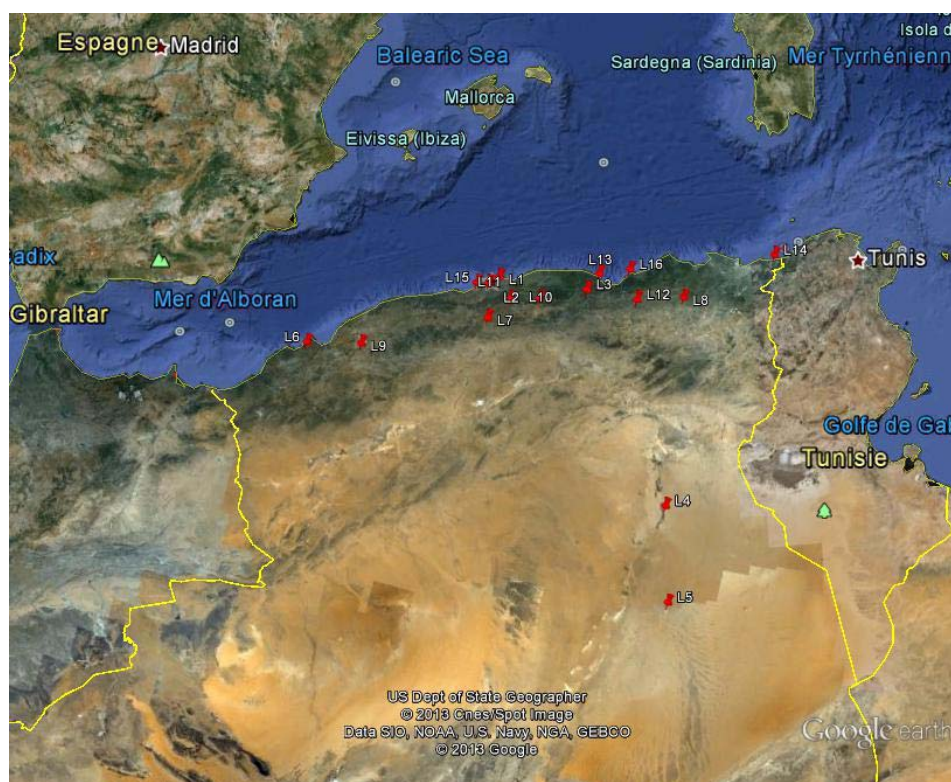 Isola d
Espagne
Madrid
Balearic Sea
Sardegna (Sardinia)
Mer Tyrrhénienn
Mallorca
Eivissa (Ibiza)
adix
L14
Tunis
L13
L16
L15
L11
L1
L3
Mer d'Alboran
L2
L10
L12
L8
Gibraltar
L7
L6
L9
Golfe de Gab
Tunisie
L4
L5
US Dept of State Geographer
© 2013 Cnes/Spot Image
Data SIO, NOAA, U.S. Navy, NGA, GEBCO
© 2013 Google
Google earth